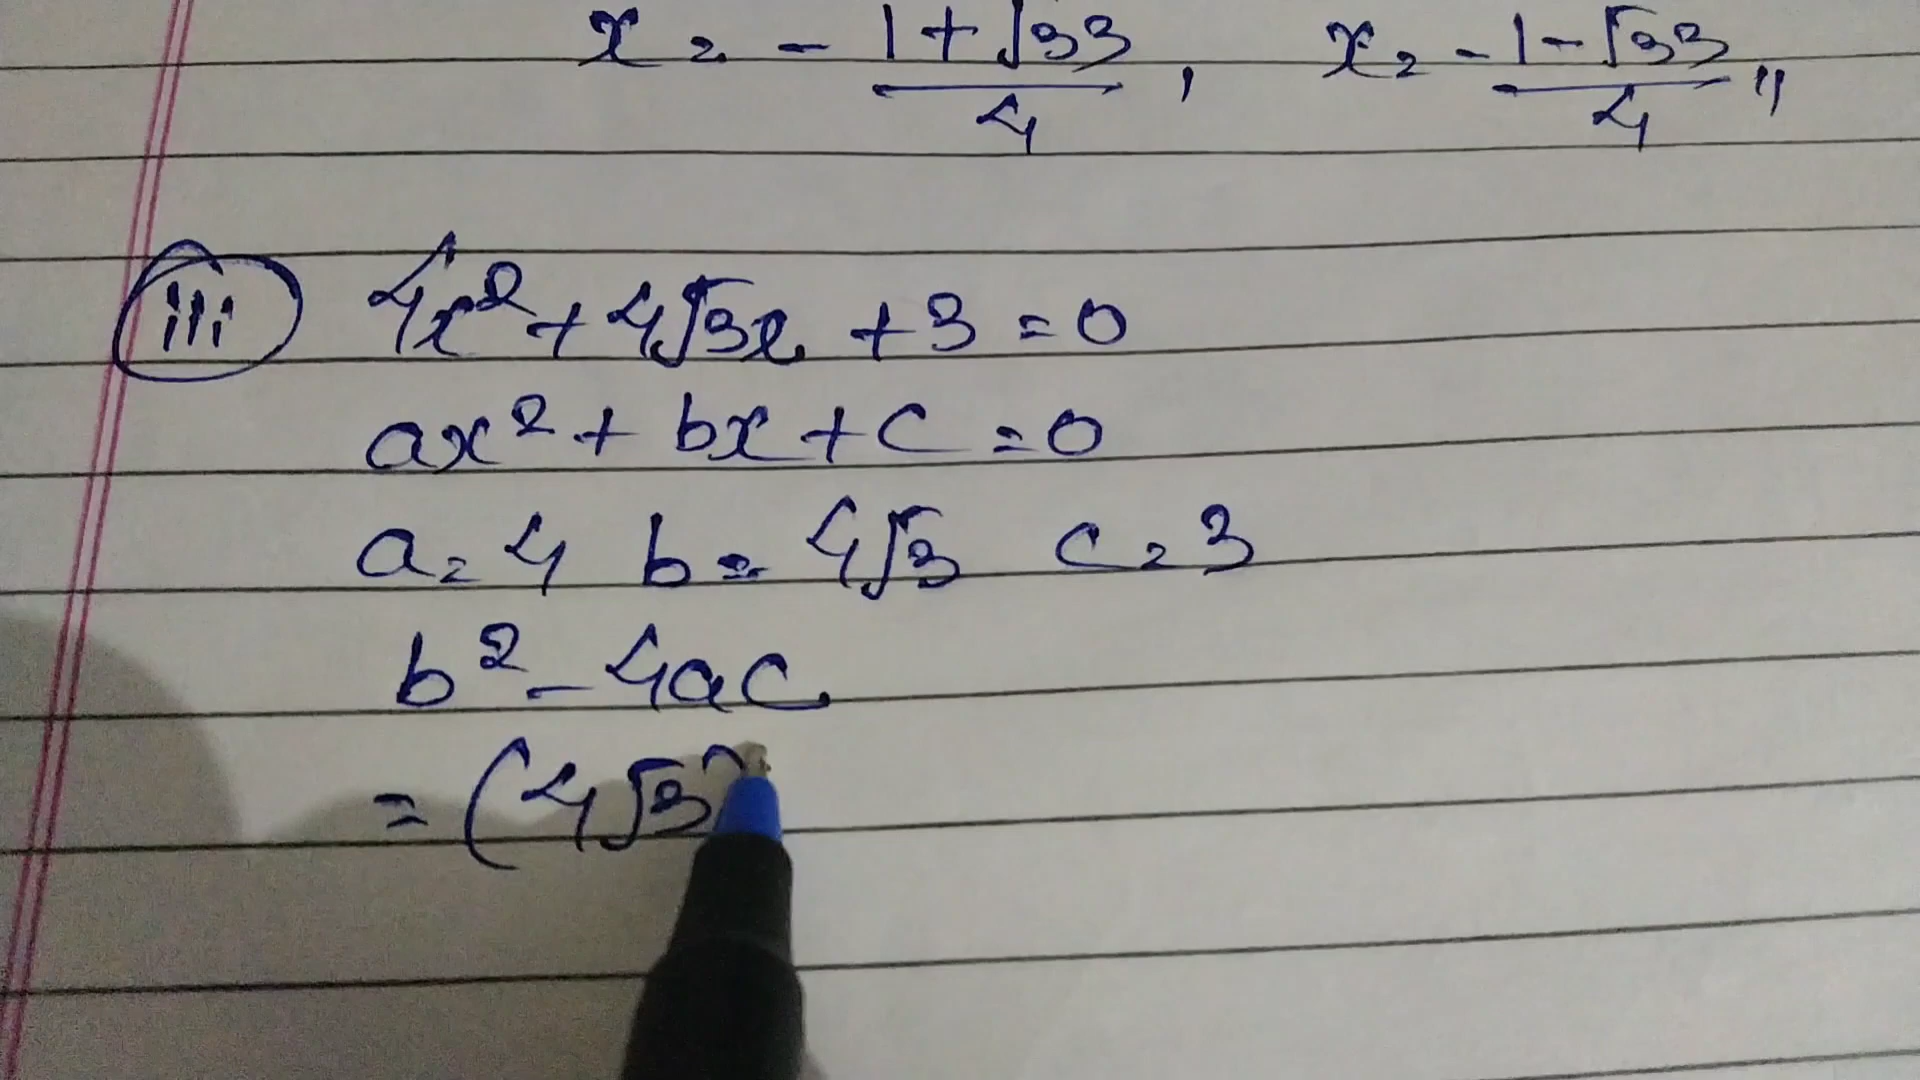 x = -1+√33/4, x = -1-√33/4,,
iii 4x²+4√3x +3 = 0
ax² + bx + c = 0
a = 4 b = 4√3 c = 3
b² - 4ac
= (4√3)